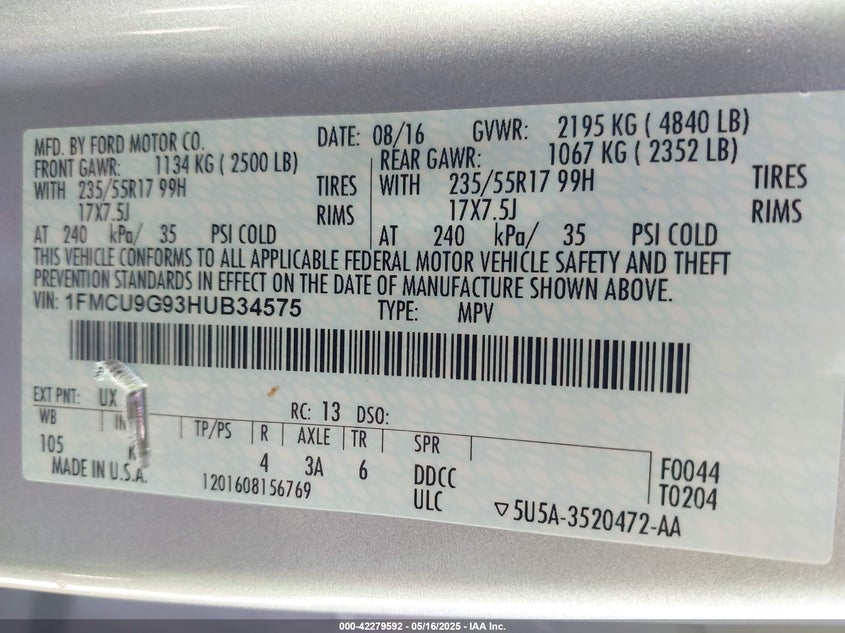 MFD. BY FORD MOTOR CO. DATE: 08/16 GVWR: 2195 KG ( 4840 LB)
FRONT GAWR: 1134 KG ( 2500 LB) REAR GAWR: 1067 KG ( 2352 LB)
WITH 235/55R17 99H TIRES WITH 235/55R17 99H TIRES
17X7.5J RIMS 17X7.5J RIMS
AT 240 kPa/ 35 PSI COLD AT 240 kPa/ 35 PSI COLD
THIS VEHICLE CONFORMS TO ALL APPLICABLE FEDERAL MOTOR VEHICLE SAFETY AND THEFT
PREVENTION STANDARDS IN EFFECT ON THE DATE OF MANUFACTURE SHOWN ABOVE.
VIN: 1FMCU9G93HUB34575 TYPE: MPV
EXT PNT: UX RC: 13 DSO:
WB TP/PS R AXLE TR SPR
105 4 3A 6 DDCC F0044
MADE IN U.S.A. 1201608156769 ULC T0204
▽5U5A-3520472-AA
000-42279592 - 05/16/2025 - IAA Inc.